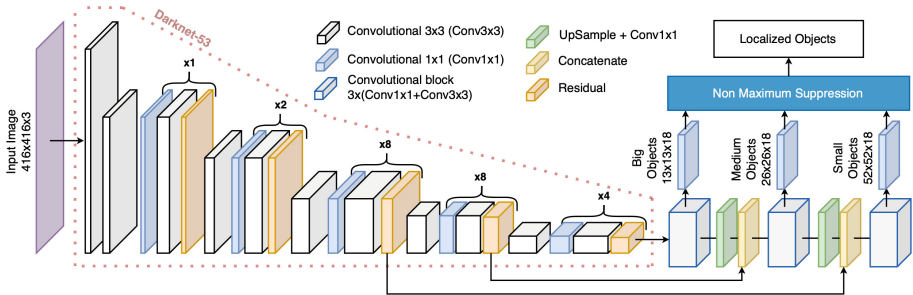 Darknet-53
Input Image
416x416x3
x1
x2
x8
x8
x4
Convolutional 3x3 (Conv3x3)
Convolutional 1x1 (Conv1x1)
Convolutional block
3x(Conv1x1+Conv3x3)
UpSample + Conv1x1
Concatenate
Residual
Localized Objects
Non Maximum Suppression
Big
Objects
13x13x18
Medium
Objects
26x26x18
Small
Objects
52x52x18